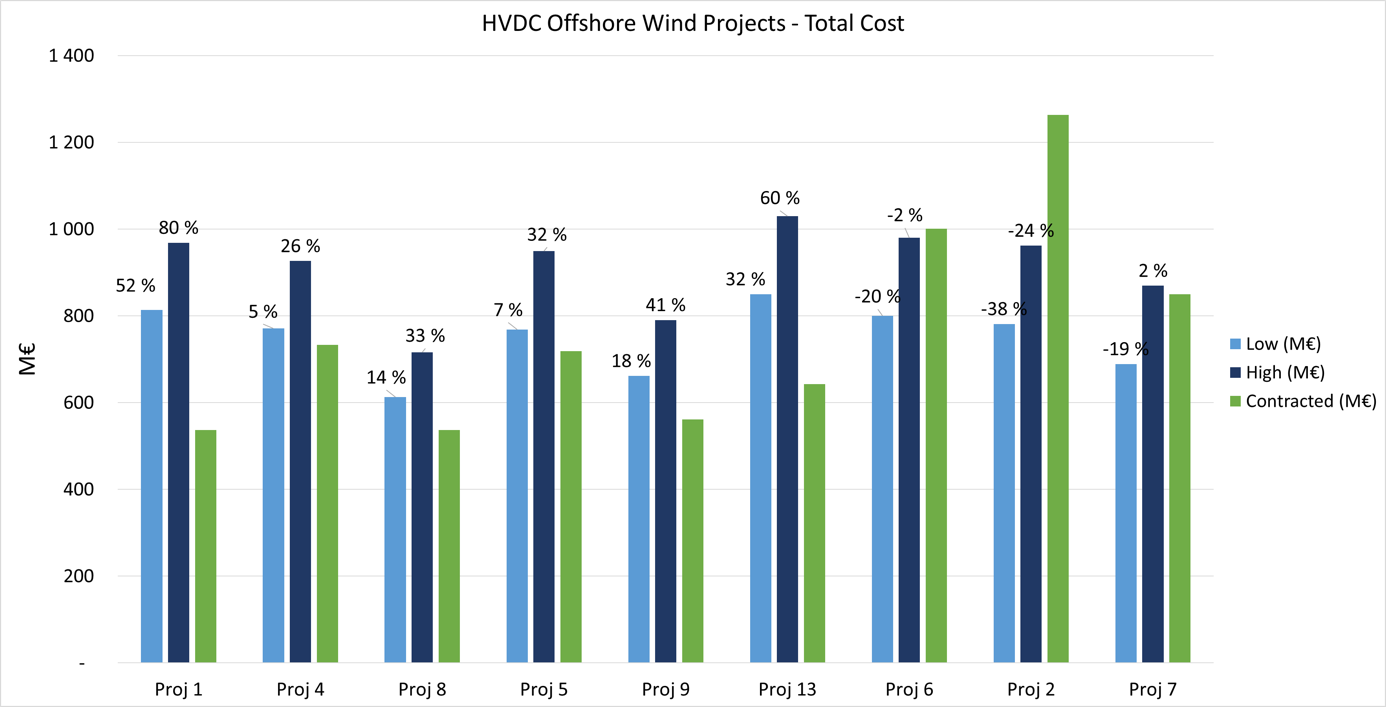 HVDC Offshore Wind Projects - Total Cost
1 400
1 200
1 000
800
600
400
200
-
M€
52 %
80 %
5 %
26 %
14 %
33 %
7 %
32 %
18 %
41 %
32 %
60 %
-20 %
-2 %
-38 %
-24 %
-19 %
2 %
Proj 1
Proj 4
Proj 8
Proj 5
Proj 9
Proj 13
Proj 6
Proj 2
Proj 7
Low (M€)
High (M€)
Contracted (M€)